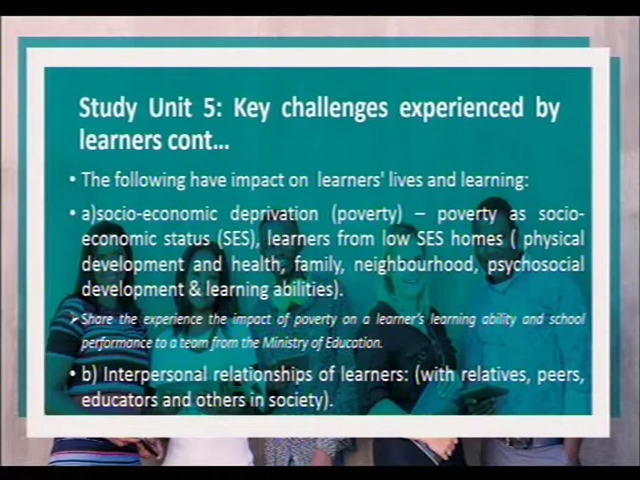 Study Unit 5: Key challenges experienced by
learners cont...
• The following have impact on learners' lives and learning:
• a)socio-economic deprivation (poverty) – poverty as socio-
economic status (SES), learners from low SES homes ( physical
development and health, family, neighbourhood, psychosocial
development & learning abilities).
➢ Share the experience the impact of poverty on a learner's learning ability and school
performance to a team from the Ministry of Education.
• b) Interpersonal relationships of learners: (with relatives, peers,
educators and others in society).